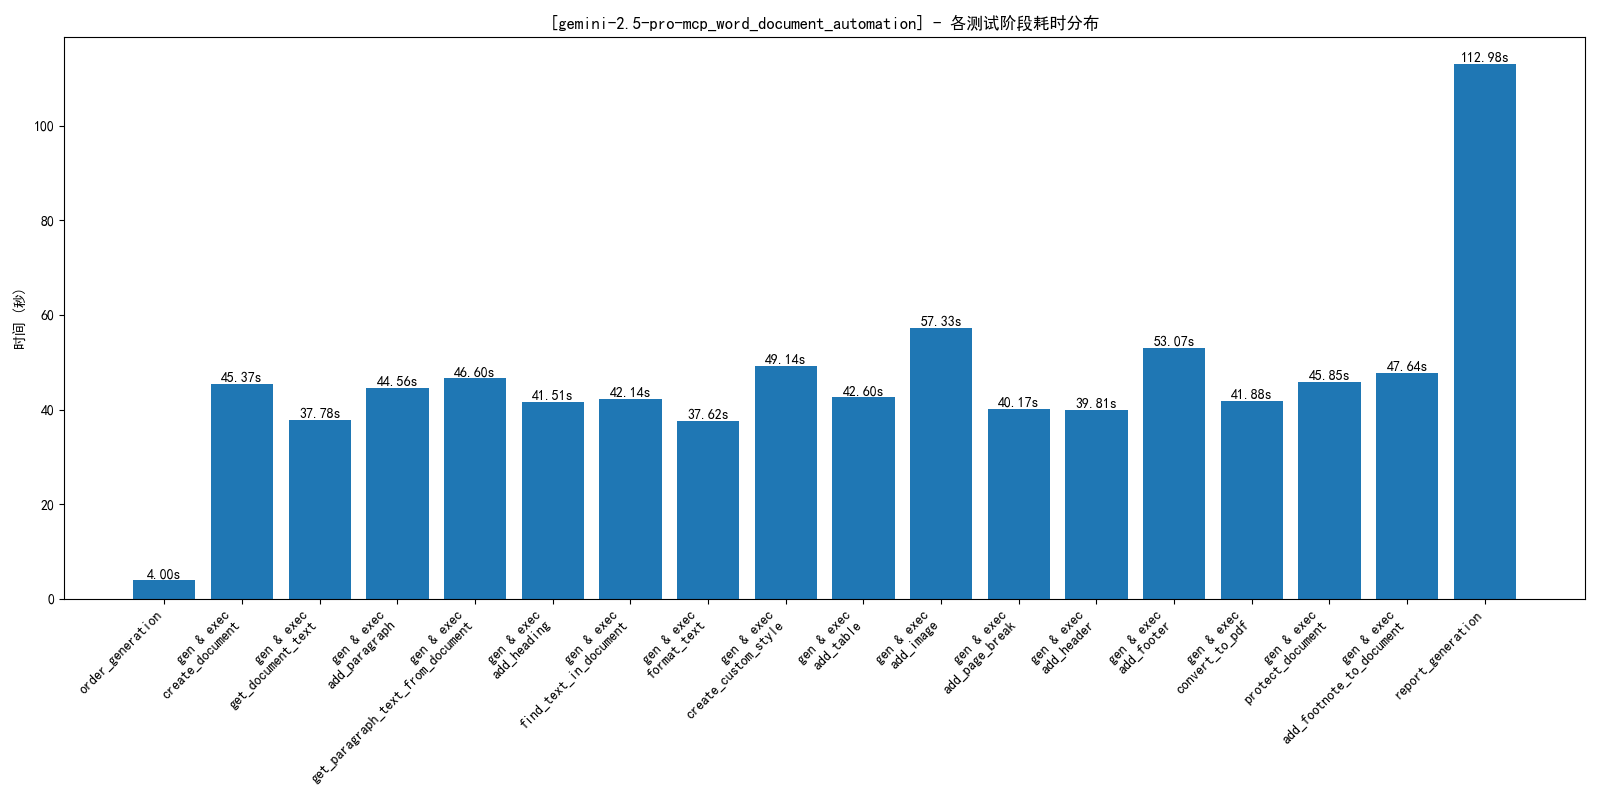 [gemini-2.5-pro-mcp_word_document_automation] - 各测试阶段耗时分布
时间 (秒)
0
20
40
60
80
100
4.00s
45.37s
37.78s
44.56s
46.60s
41.51s
42.14s
37.62s
49.14s
42.60s
57.33s
40.17s
39.81s
53.07s
41.88s
45.85s
47.64s
112.98s
order_generation
gen & exec
create_document
gen & exec
get_document_text
gen & exec
add_paragraph
gen & exec
get_paragraph_text_from_document
gen & exec
add_heading
gen & exec
find_text_in_document
gen & exec
format_text
gen & exec
create_custom_style
gen & exec
add_table
gen & exec
add_image
gen & exec
add_page_break
gen & exec
add_header
gen & exec
add_footer
gen & exec
convert_to_pdf
gen & exec
protect_document
gen & exec
add_footnote_to_document
report_generation